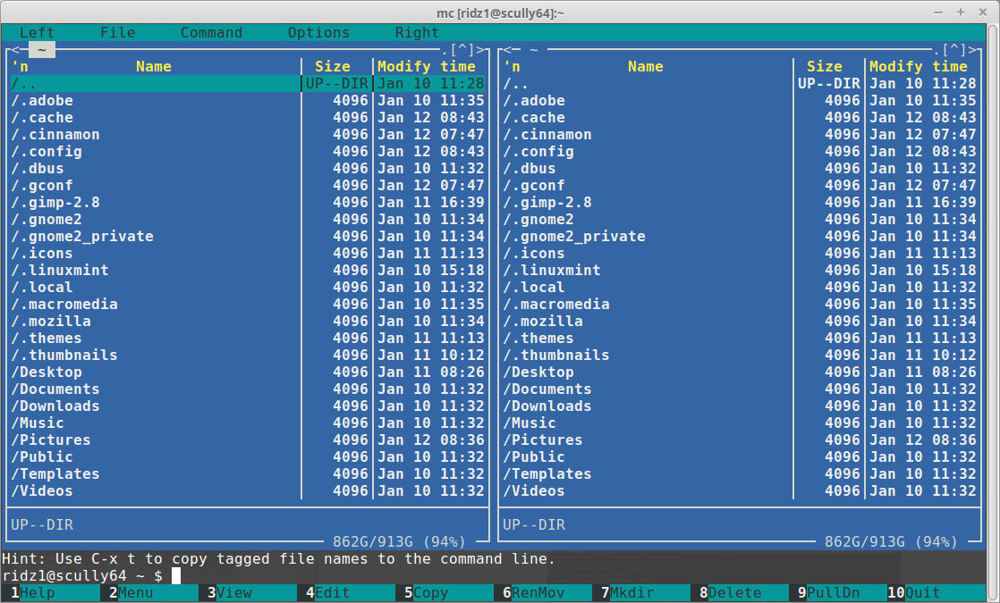 mc [ridz1@scully64]:~
Left File Command Options Right
<─ ~ ─.[^]> <─ ~ ─.[^]>
'n Name Size Modify time 'n Name Size Modify time
/.. UP--DIR Jan 10 11:28 /.. UP--DIR Jan 10 11:28
/.adobe 4096 Jan 10 11:35 /.adobe 4096 Jan 10 11:35
/.cache 4096 Jan 12 08:43 /.cache 4096 Jan 12 08:43
/.cinnamon 4096 Jan 12 07:47 /.cinnamon 4096 Jan 12 07:47
/.config 4096 Jan 12 08:43 /.config 4096 Jan 12 08:43
/.dbus 4096 Jan 10 11:32 /.dbus 4096 Jan 10 11:32
/.gconf 4096 Jan 12 07:47 /.gconf 4096 Jan 12 07:47
/.gimp-2.8 4096 Jan 11 16:39 /.gimp-2.8 4096 Jan 11 16:39
/.gnome2 4096 Jan 10 11:34 /.gnome2 4096 Jan 10 11:34
/.gnome2_private 4096 Jan 10 11:34 /.gnome2_private 4096 Jan 10 11:34
/.icons 4096 Jan 11 11:13 /.icons 4096 Jan 11 11:13
/.linuxmint 4096 Jan 10 15:18 /.linuxmint 4096 Jan 10 15:18
/.local 4096 Jan 10 11:32 /.local 4096 Jan 10 11:32
/.macromedia 4096 Jan 10 11:35 /.macromedia 4096 Jan 10 11:35
/.mozilla 4096 Jan 10 11:34 /.mozilla 4096 Jan 10 11:34
/.themes 4096 Jan 11 11:13 /.themes 4096 Jan 11 11:13
/.thumbnails 4096 Jan 11 10:12 /.thumbnails 4096 Jan 11 10:12
/Desktop 4096 Jan 11 08:26 /Desktop 4096 Jan 11 08:26
/Documents 4096 Jan 10 11:32 /Documents 4096 Jan 10 11:32
/Downloads 4096 Jan 10 11:32 /Downloads 4096 Jan 10 11:32
/Music 4096 Jan 10 11:32 /Music 4096 Jan 10 11:32
/Pictures 4096 Jan 12 08:36 /Pictures 4096 Jan 12 08:36
/Public 4096 Jan 10 11:32 /Public 4096 Jan 10 11:32
/Templates 4096 Jan 10 11:32 /Templates 4096 Jan 10 11:32
/Videos 4096 Jan 10 11:32 /Videos 4096 Jan 10 11:32
UP--DIR UP--DIR
862G/913G (94%) 862G/913G (94%)
Hint: Use C-x t to copy tagged file names to the command line.
ridz1@scully64 ~ $
1Help 2Menu 3View 4Edit 5Copy 6RenMov 7Mkdir 8Delete 9PullDn 10Quit